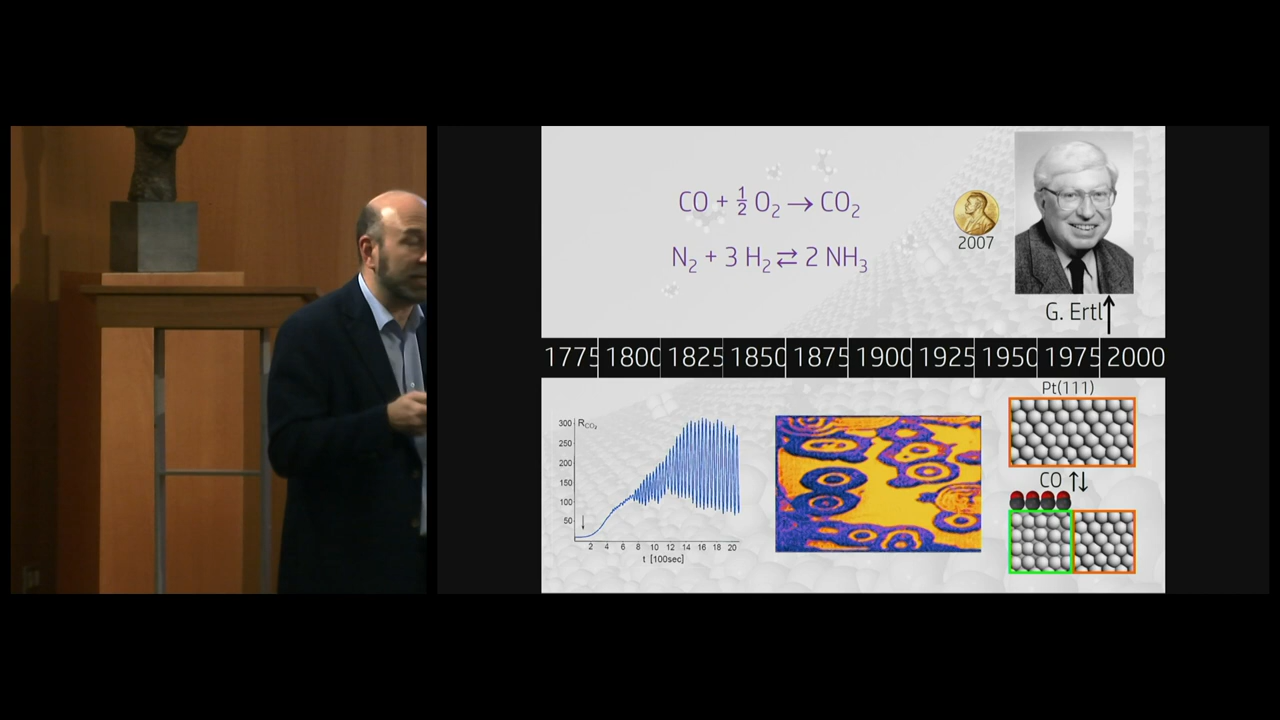 CO + ½ O₂ → CO₂
N₂ + 3 H₂ ⇄ 2 NH₃
2007
G. Ertl
1775 1800 1825 1850 1875 1900 1925 1950 1975 2000
Pt(111)
CO
R_CO₂
300
250
200
150
100
50
2 4 6 8 10 12 14 16 18 20
t [100sec]